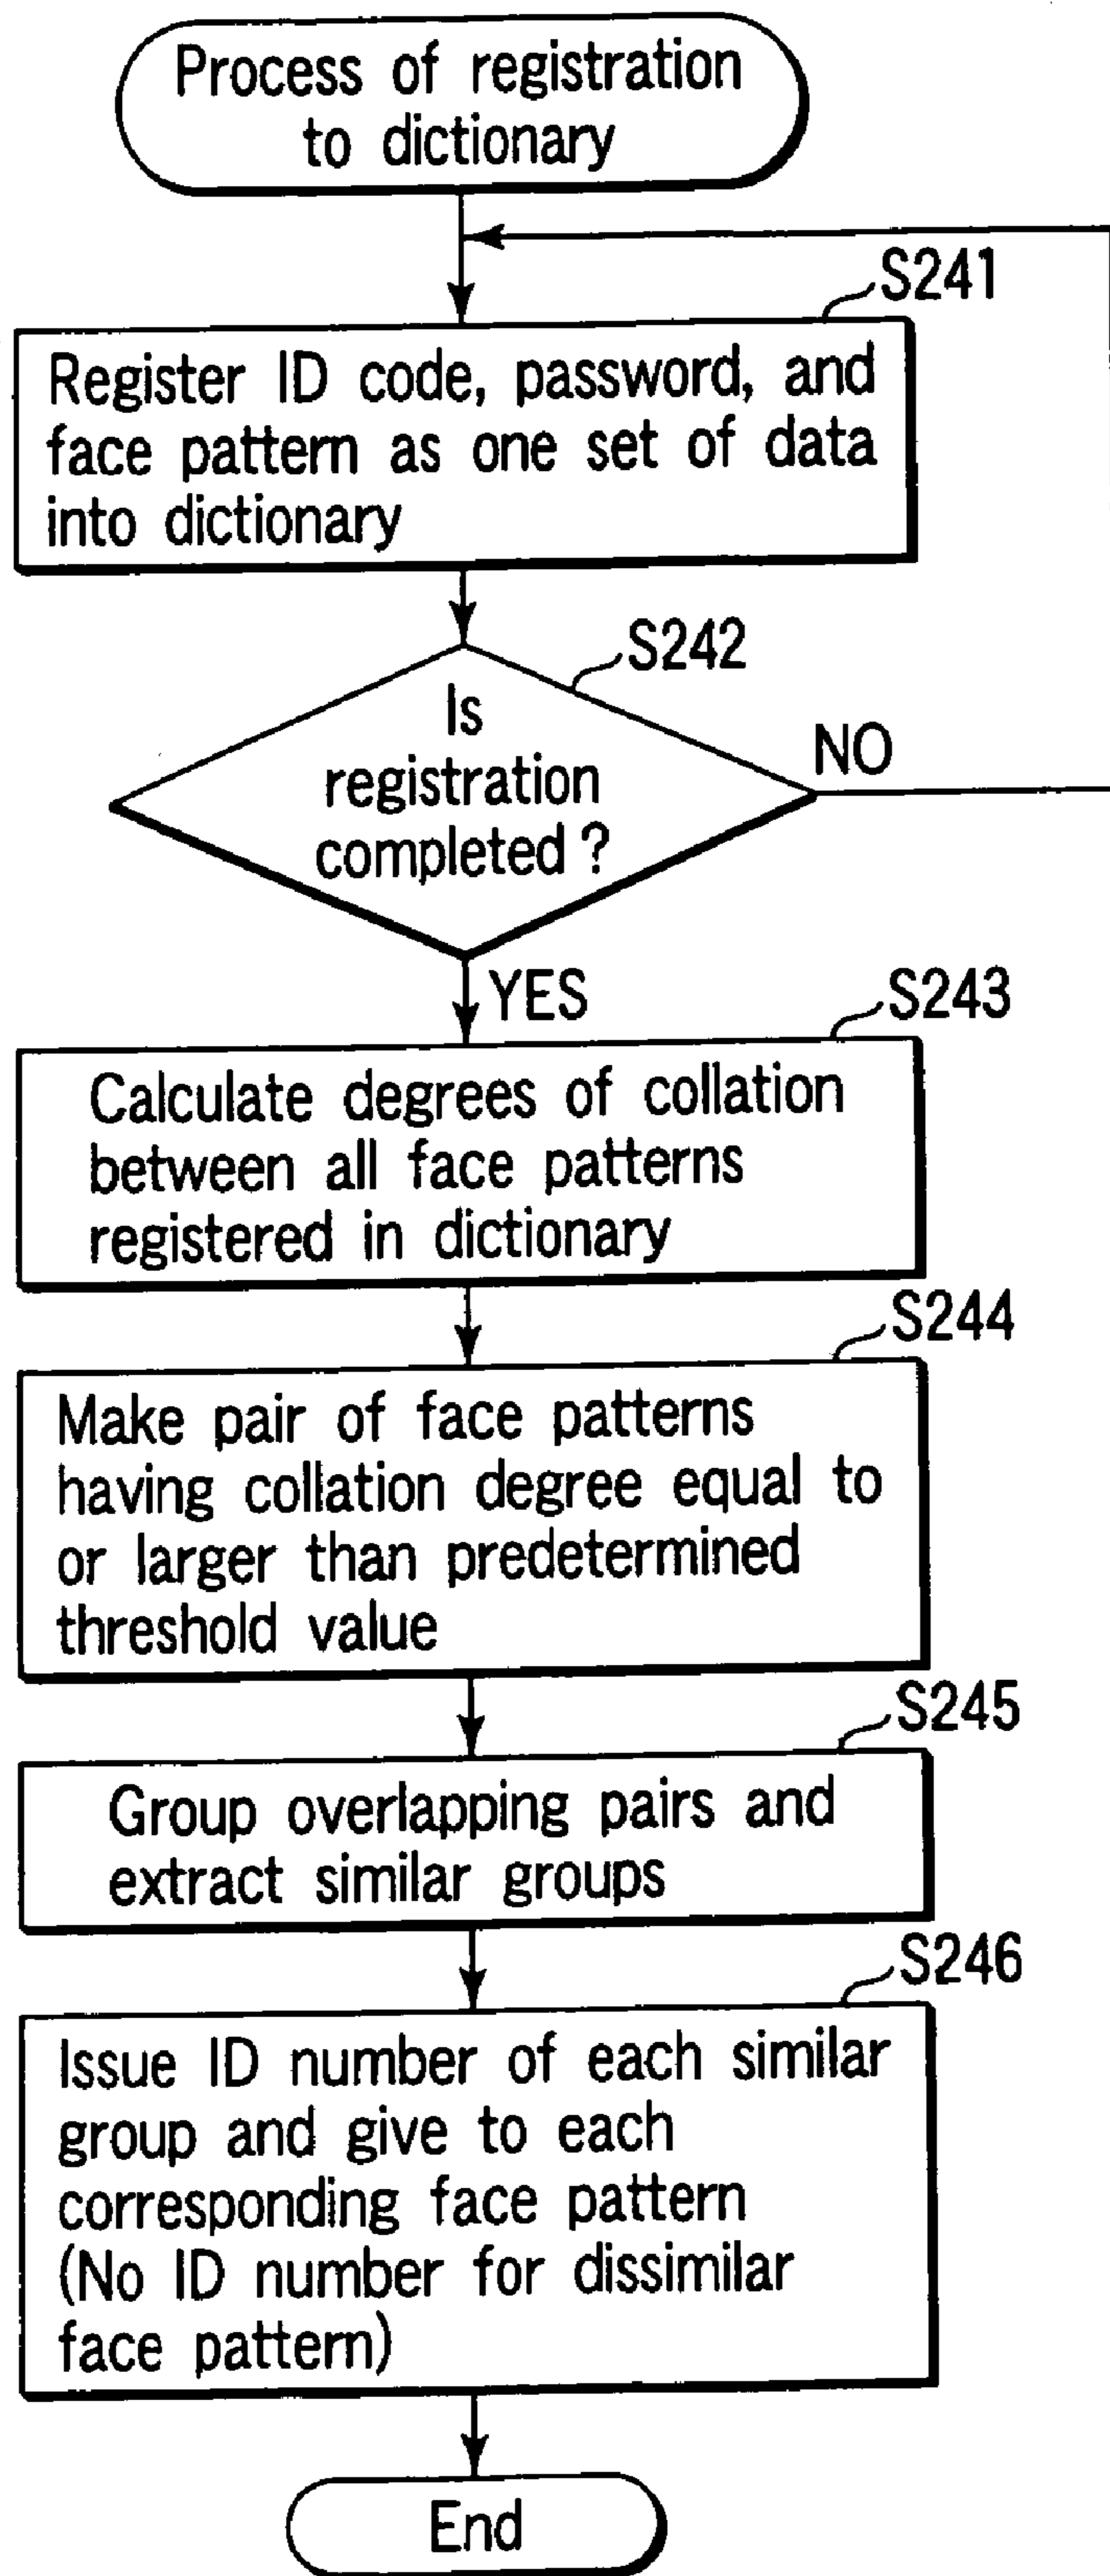 Process of registration
to dictionary
S241
Register ID code, password, and
face pattern as one set of data
into dictionary
S242
Is
registration
completed ?
NO
YES
S243
Calculate degrees of collation
between all face patterns
registered in dictionary
S244
Make pair of face patterns
having collation degree equal to
or larger than predetermined
threshold value
S245
Group overlapping pairs and
extract similar groups
S246
Issue ID number of each similar
group and give to each
corresponding face pattern
(No ID number for dissimilar
face pattern)
End